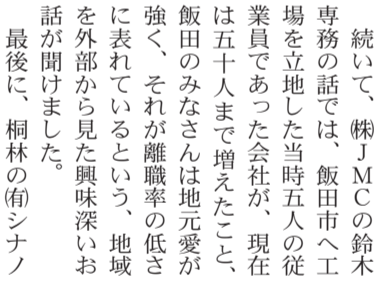 続いて、㈱ＪＭＣの鈴木
専務の話では、飯田市へ工
場を立地した当時五人の従
業員であった会社が、現在
は五十人まで増えたこと、
飯田のみなさんは地元愛が
強く、それが離職率の低さ
に表れているという、地域
を外部から見た興味深いお
話が聞けました。
最後に、桐林の㈲シナノ